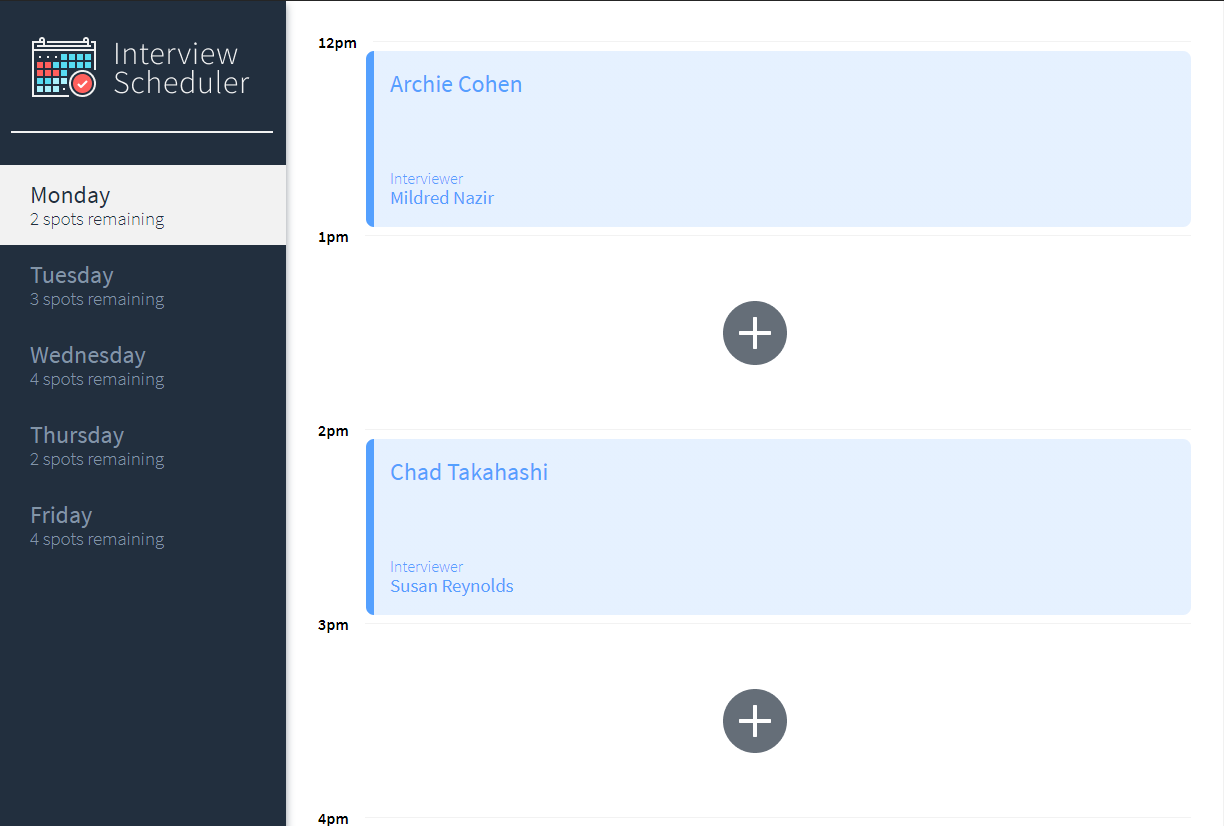 Interview
Scheduler
Monday
2 spots remaining
Tuesday
3 spots remaining
Wednesday
4 spots remaining
Thursday
2 spots remaining
Friday
4 spots remaining
12pm
Archie Cohen
Interviewer
Mildred Nazir
1pm
2pm
Chad Takahashi
Interviewer
Susan Reynolds
3pm
4pm